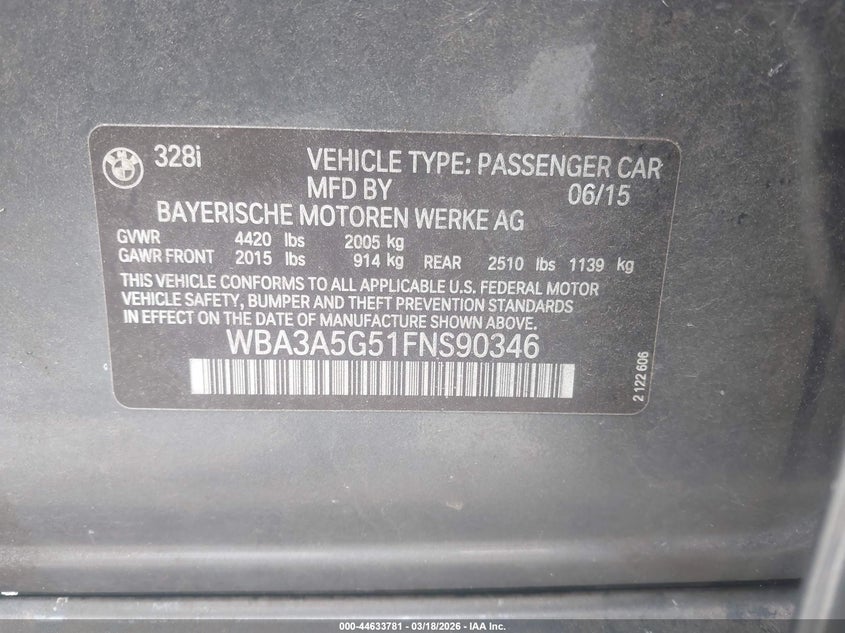 328i VEHICLE TYPE: PASSENGER CAR
MFD BY 06/15
BAYERISCHE MOTOREN WERKE AG
GVWR 4420 lbs 2005 kg
GAWR FRONT 2015 lbs 914 kg REAR 2510 lbs 1139 kg
THIS VEHICLE CONFORMS TO ALL APPLICABLE U.S. FEDERAL MOTOR
VEHICLE SAFETY, BUMPER AND THEFT PREVENTION STANDARDS
IN EFFECT ON THE DATE OF MANUFACTURE SHOWN ABOVE.
WBA3A5G51FNS90346
2 122 606
000-44633781 - 03/18/2026 - IAA Inc.